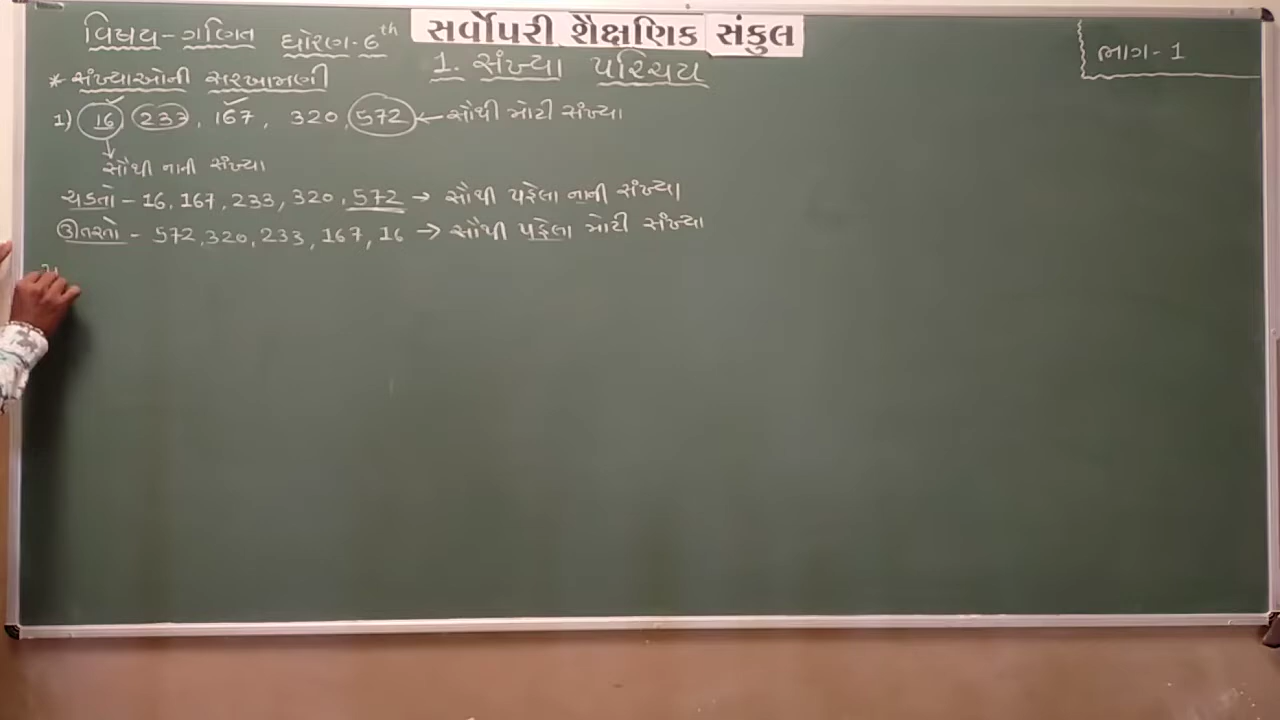 સર્વોપરી શૈક્ષણિક સંકુલ
વિષય - ગણિત ધોરણ - 6th
1. સંખ્યા પરિચય
ભાગ - 1
* સંખ્યાઓની સરખામણી
1) 16, 233, 167, 320, 572 ← સૌથી મોટી સંખ્યા
↓
સૌથી નાની સંખ્યા
ચડતો - 16, 167, 233, 320, 572 → સૌથી પહેલા નાની સંખ્યા
ઊતરતો - 572, 320, 233, 167, 16 → સૌથી પહેલા મોટી સંખ્યા